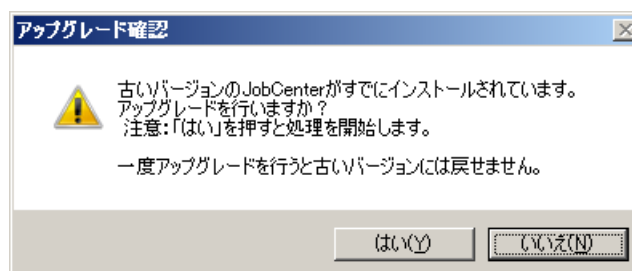 アップグレード確認
古いバージョンのJobCenterがすでにインストールされています。
アップグレードを行いますか？
注意：「はい」を押すと処理を開始します。
一度アップグレードを行うと古いバージョンには戻せません。
はい(Y)
いいえ(N)